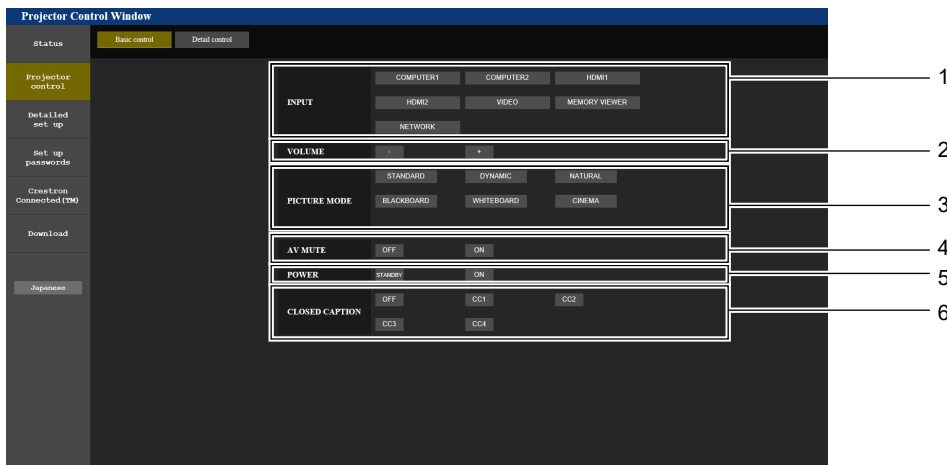 Projector Control Window
Status
Basic control
Detail control
Projector
control
Detailed
set up
Set up
passwords
Crestron
Connected(TM)
Download
Japanese
INPUT
COMPUTER1
COMPUTER2
HDMI1
HDMI2
VIDEO
MEMORY VIEWER
NETWORK
1
VOLUME
-
+
2
PICTURE MODE
STANDARD
DYNAMIC
NATURAL
BLACKBOARD
WHITEBOARD
CINEMA
3
AV MUTE
OFF
ON
4
POWER
STANDBY
ON
5
CLOSED CAPTION
OFF
CC1
CC2
CC3
CC4
6